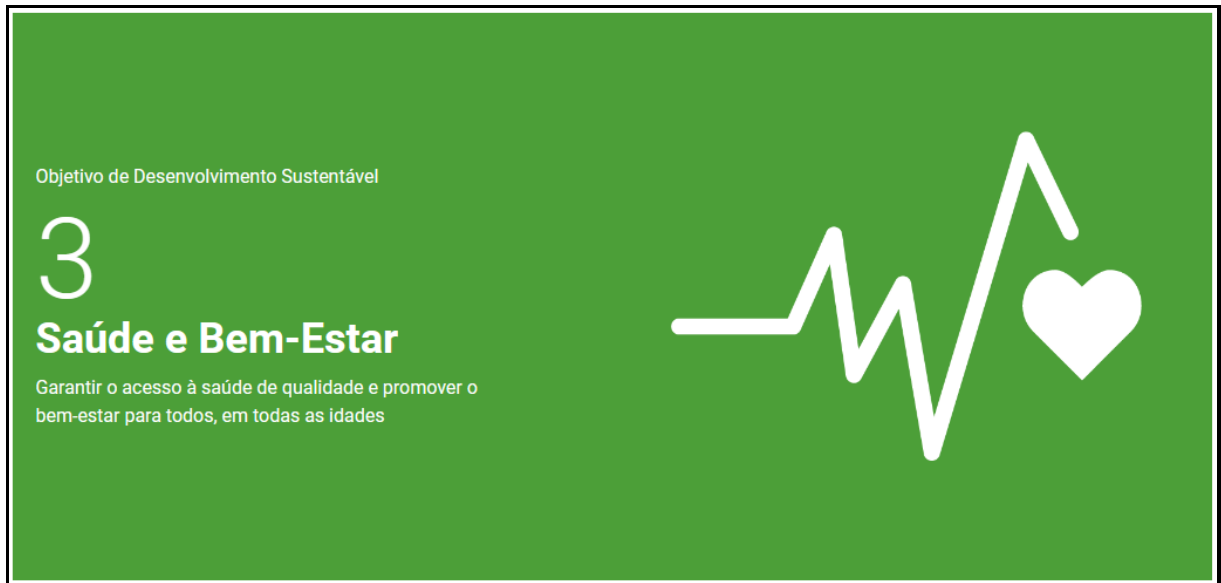 Objetivo de Desenvolvimento Sustentável
3
Saúde e Bem-Estar
Garantir o acesso à saúde de qualidade e promover o
bem-estar para todos, em todas as idades